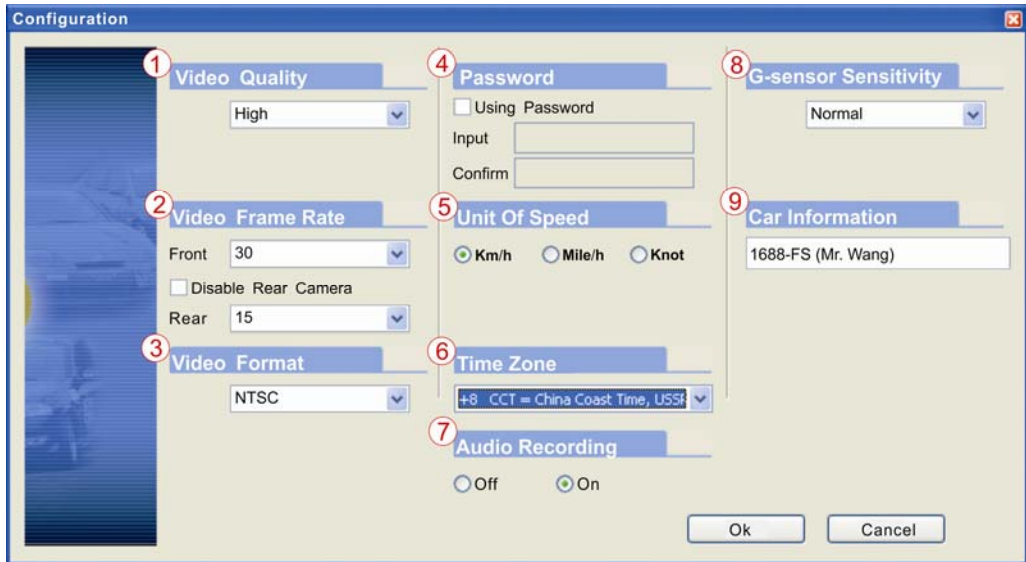 Configuration
1 Video Quality
High
2 Video Frame Rate
Front 30
Disable Rear Camera
Rear 15
3 Video Format
NTSC
4 Password
Using Password
Input
Confirm
5 Unit Of Speed
Km/h Mile/h Knot
6 Time Zone
+8 CCT = China Coast Time, USSR
7 Audio Recording
Off On
8 G-sensor Sensitivity
Normal
9 Car Information
1688-FS (Mr. Wang)
Ok Cancel